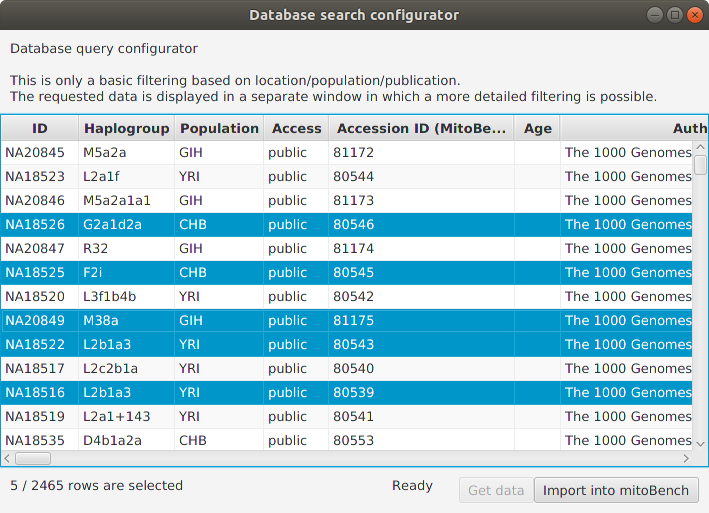 Database search configurator
Database query configurator
This is only a basic filtering based on location/population/publication.
The requested data is displayed in a separate window in which a more detailed filtering is possible.
ID Haplogroup Population Access Accession ID (MitoBe... Age Auth
NA20845 M5a2a GIH public 81172 The 1000 Genomes
NA18523 L2a1f YRI public 80544 The 1000 Genomes
NA20846 M5a2a1a1 GIH public 81173 The 1000 Genomes
NA18526 G2a1d2a CHB public 80546 The 1000 Genomes
NA20847 R32 GIH public 81174 The 1000 Genomes
NA18525 F2i CHB public 80545 The 1000 Genomes
NA18520 L3f1b4b YRI public 80542 The 1000 Genomes
NA20849 M38a GIH public 81175 The 1000 Genomes
NA18522 L2b1a3 YRI public 80543 The 1000 Genomes
NA18517 L2c2b1a YRI public 80540 The 1000 Genomes
NA18516 L2b1a3 YRI public 80539 The 1000 Genomes
NA18519 L2a1+143 YRI public 80541 The 1000 Genomes
NA18535 D4b1a2a CHB public 80553 The 1000 Genomes
5 / 2465 rows are selected Ready Get data Import into mitoBench